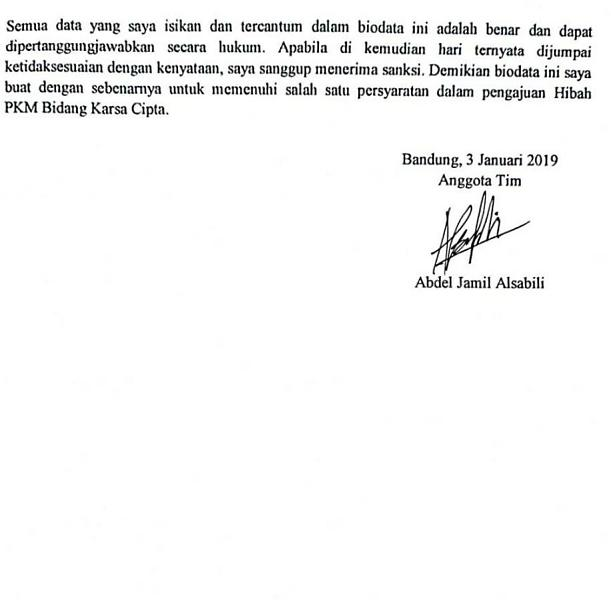 Semua data yang saya isikan dan tercantum dalam biodata ini adalah benar dan dapat
dipertanggungjawabkan secara hukum. Apabila di kemudian hari ternyata dijumpai
ketidaksesuaian dengan kenyataan, saya sanggup menerima sanksi. Demikian biodata ini saya
buat dengan sebenarnya untuk memenuhi salah satu persyaratan dalam pengajuan Hibah
PKM Bidang Karsa Cipta.
Bandung, 3 Januari 2019
Anggota Tim
Abdel Jamil Alsabili